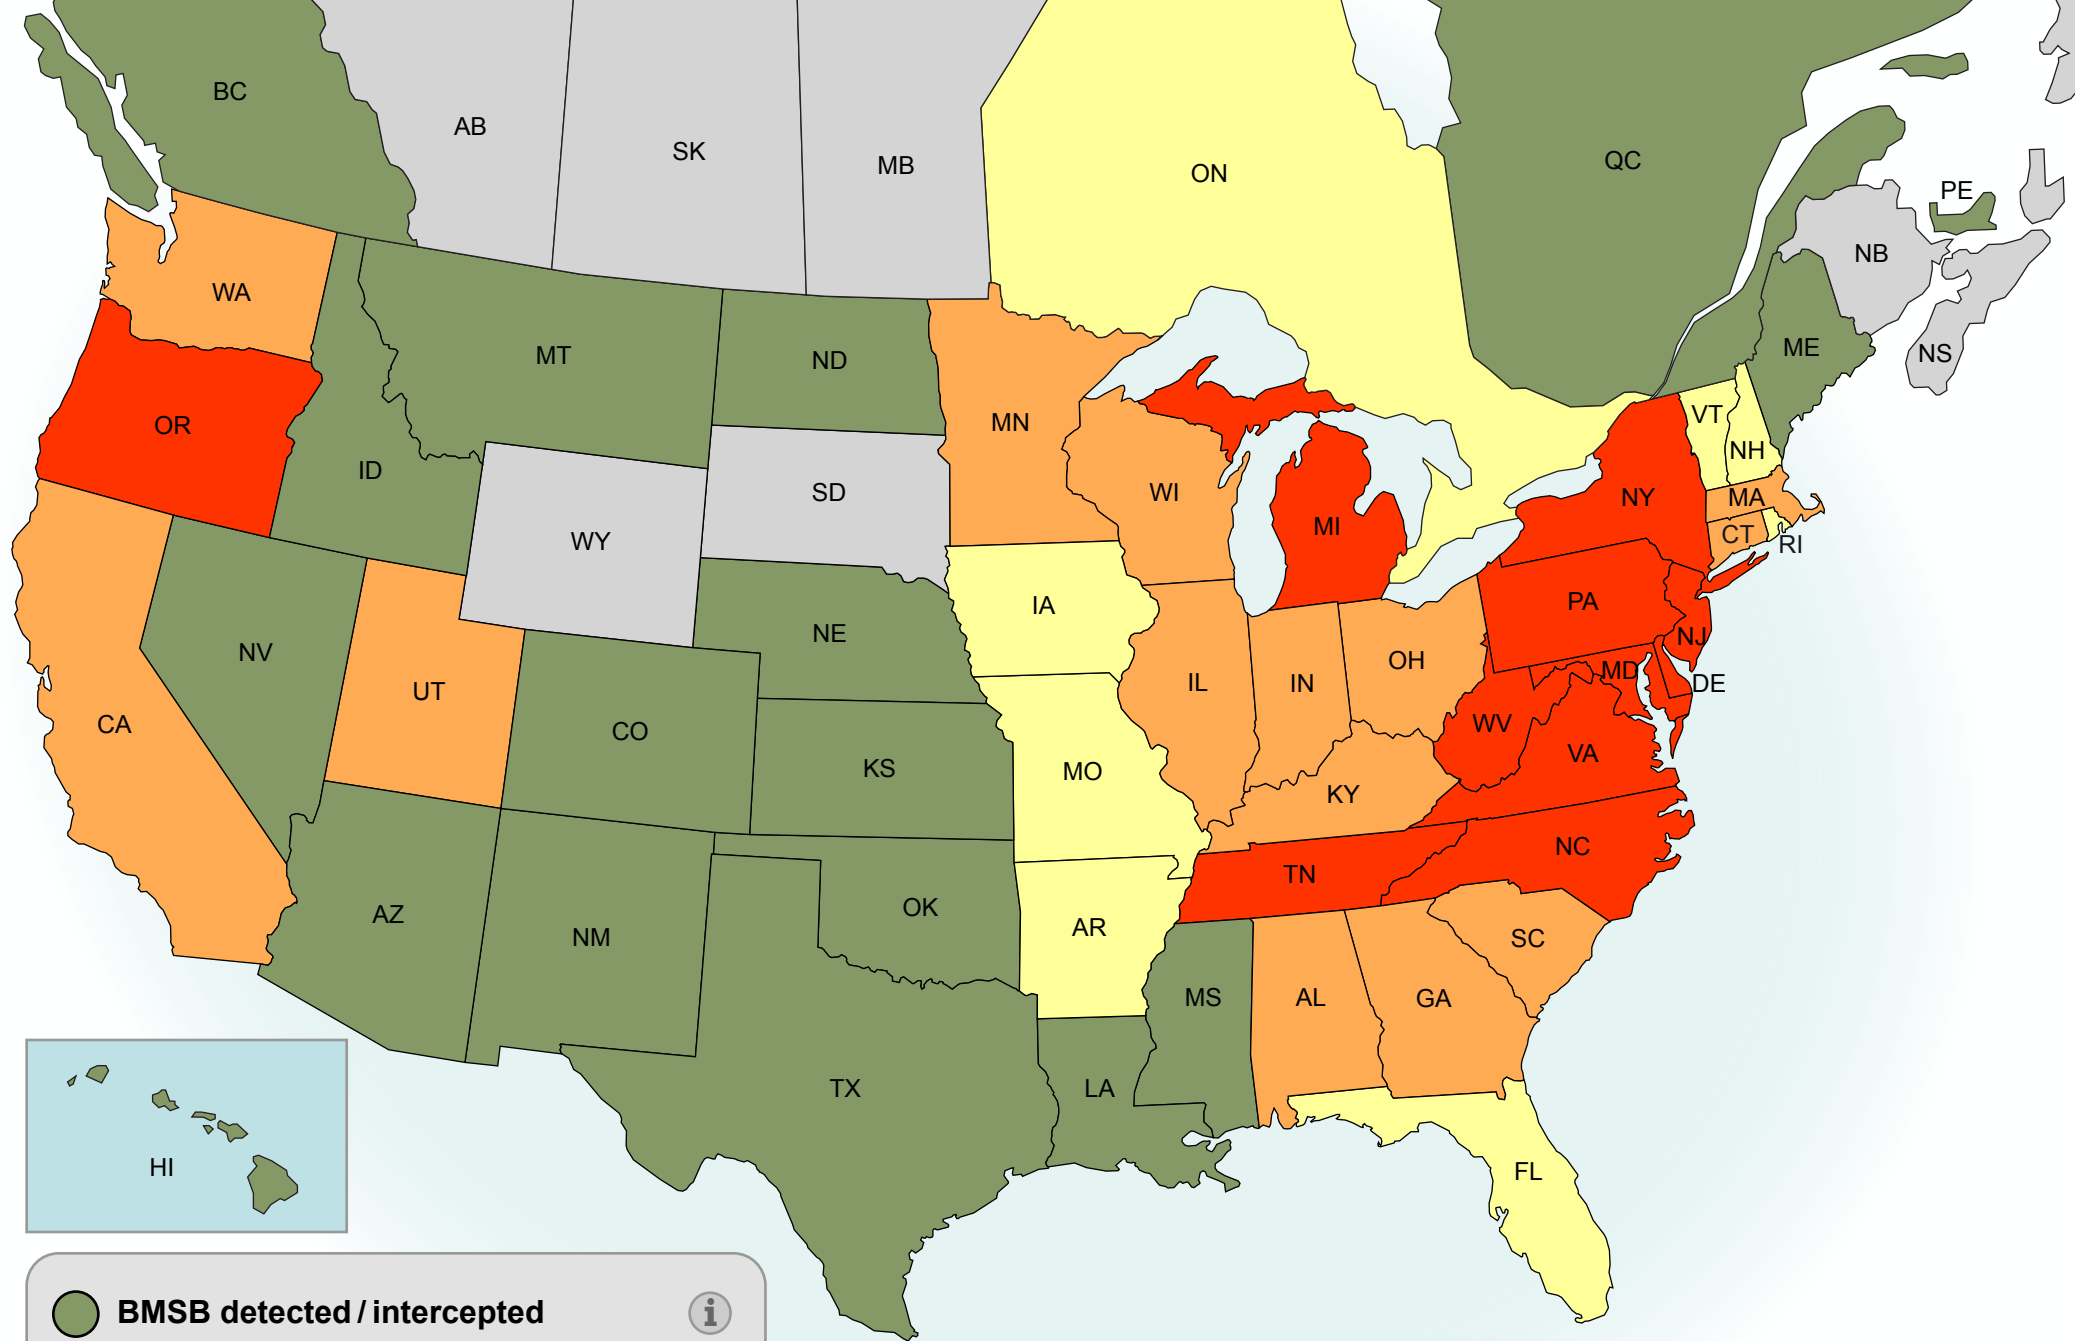 BC
AB
SK
MB
ON
QC
PE
NB
NS
WA
MT
ND
MN
ME
OR
ID
SD
WI
MI
VT
NH
NY
MA
CT
RI
WY
IA
NE
PA
NJ
NV
UT
CO
IL
IN
OH
MD
DE
CA
KS
MO
KY
WV
VA
AZ
NM
OK
AR
TN
NC
SC
MS
AL
GA
TX
LA
FL
HI
BMSB detected / intercepted
i